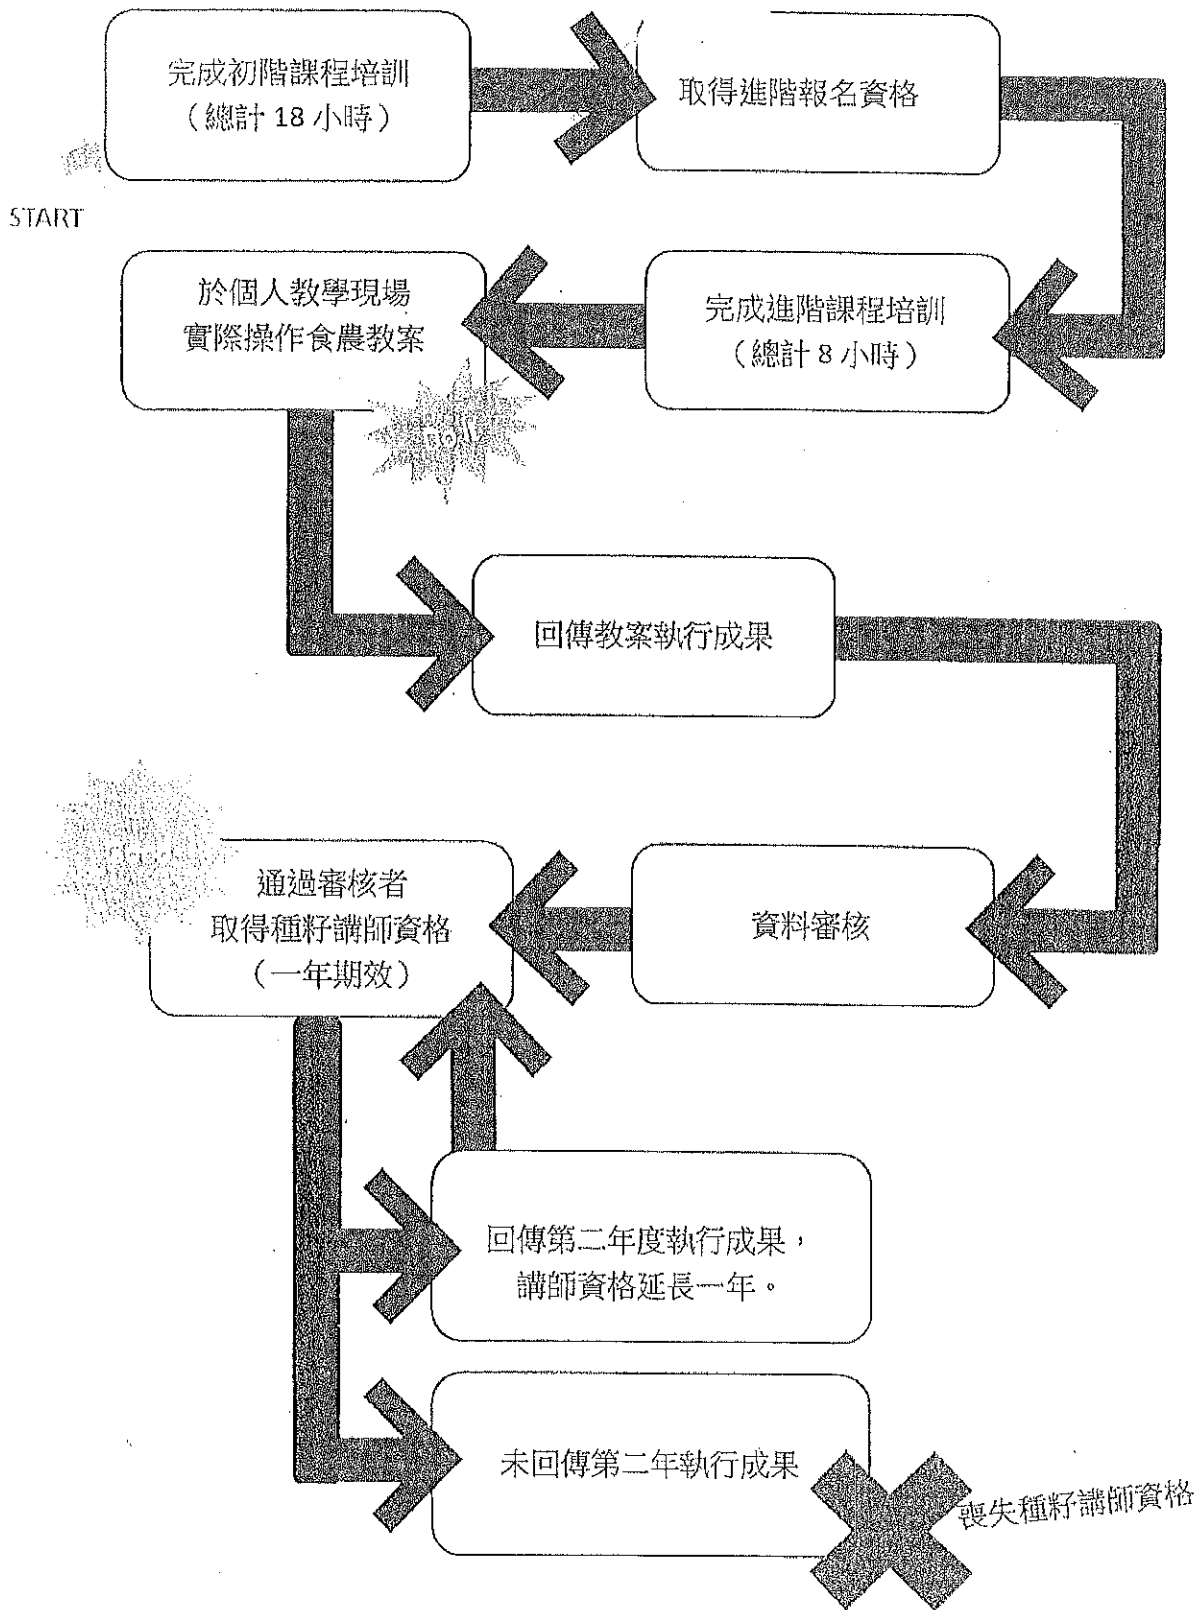 完成初階課程培訓
（總計 18 小時）
取得進階報名資格
START
於個人教學現場
實際操作食農教案
完成進階課程培訓
（總計 8 小時）
回傳教案執行成果
通過審核者
取得種籽講師資格
（一年期效）
資料審核
回傳第二年度執行成果，
講師資格延長一年。
未回傳第二年執行成果
喪失種籽講師資格